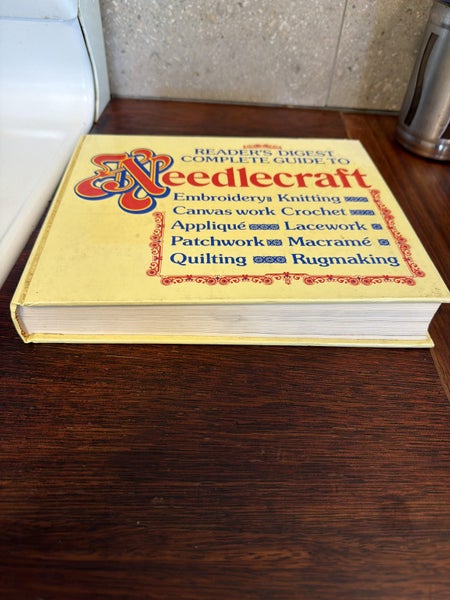 READER'S DIGEST
COMPLETE GUIDE TO
Needlecraft
Embroidery Knitting
Canvas work Crochet
Appliqué Lacework
Patchwork Macramé
Quilting Rugmaking